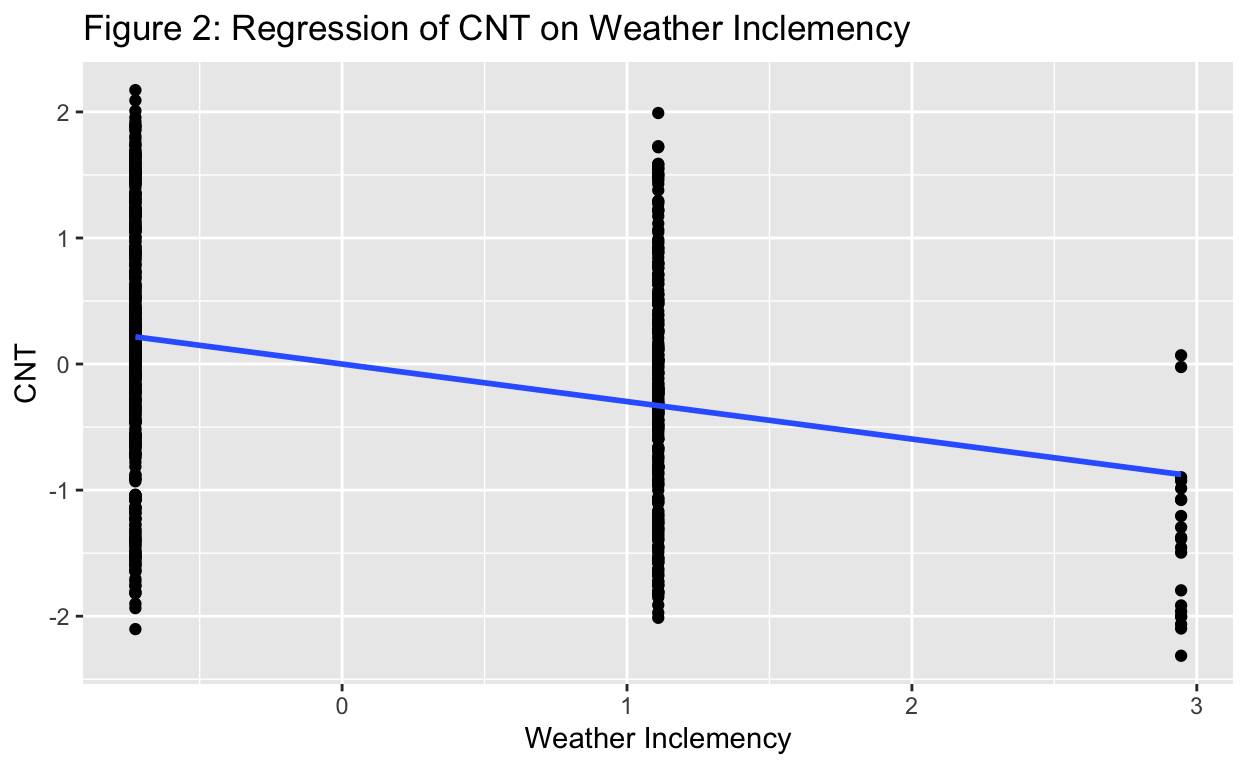 Figure 2: Regression of CNT on Weather Inclemency
2
1
0
-1
-2
CNT
0 1 2 3
Weather Inclemency